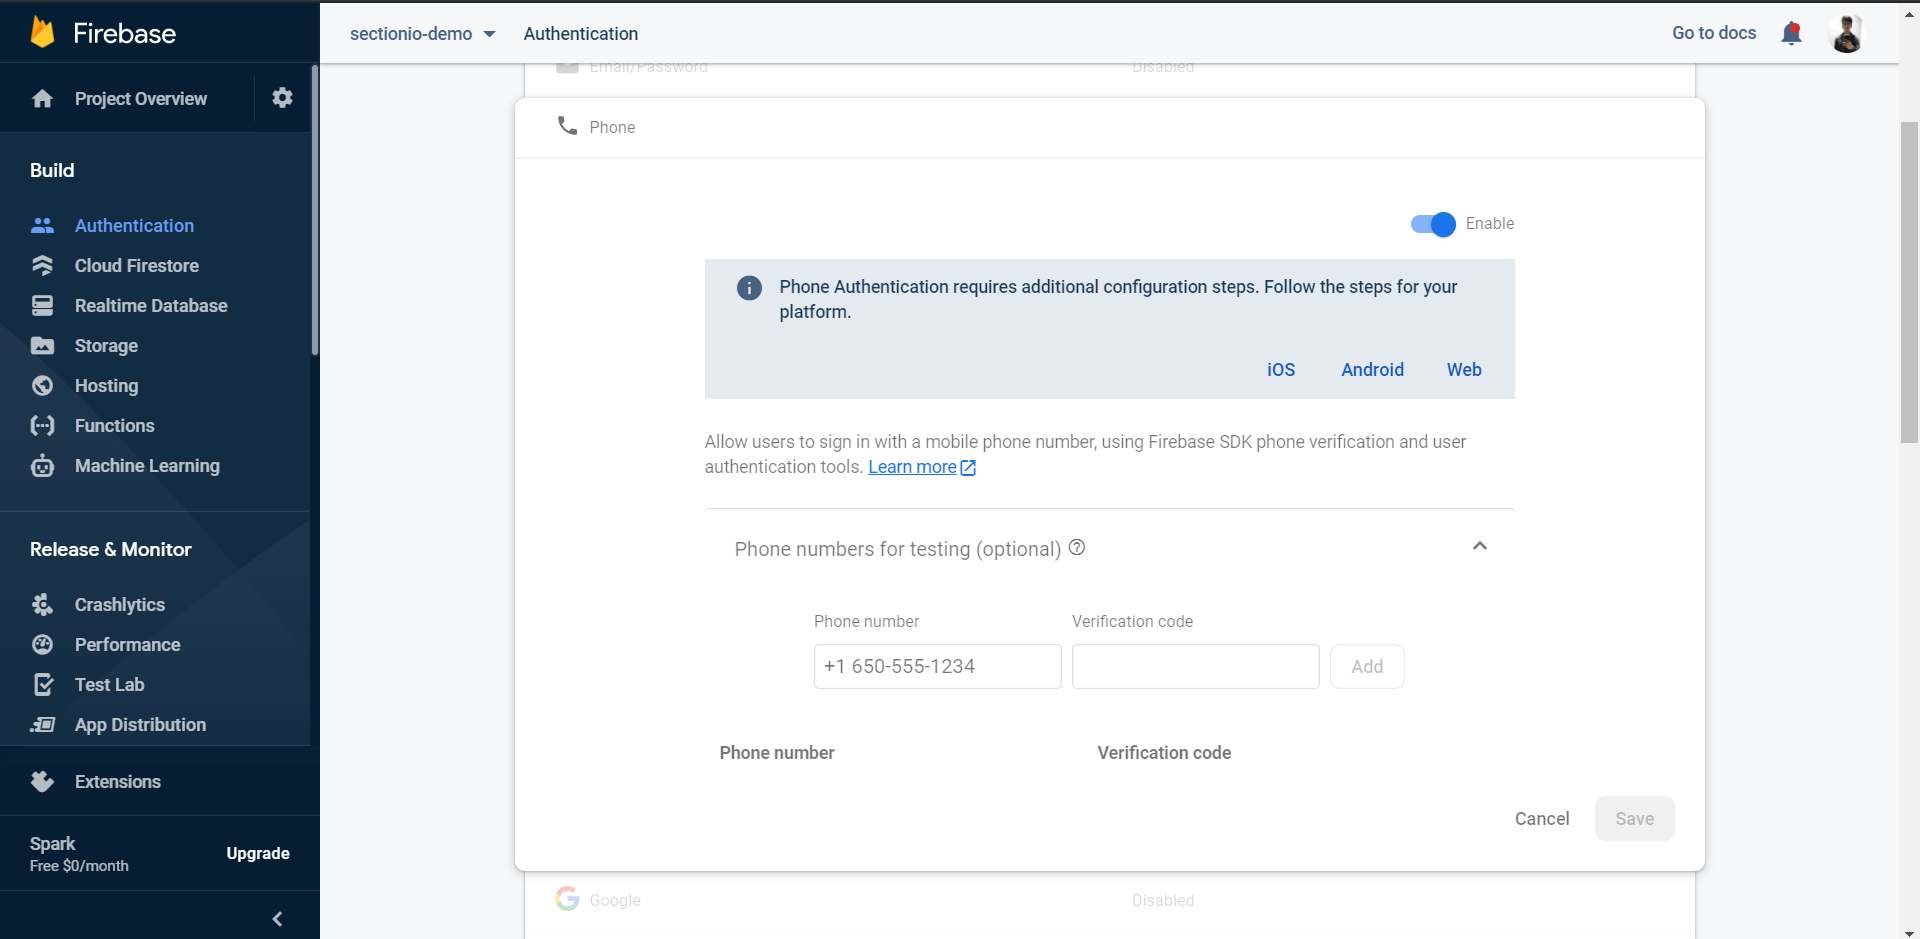 Firebase
Project Overview
Build
Authentication
Cloud Firestore
Realtime Database
Storage
Hosting
Functions
Machine Learning
Release & Monitor
Crashlytics
Performance
Test Lab
App Distribution
Extensions
Spark
Free $0/month
Upgrade
sectionio-demo
Authentication
Go to docs
Email/Password
Disabled
Phone
Enable
Phone Authentication requires additional configuration steps. Follow the steps for your
platform.
iOS
Android
Web
Allow users to sign in with a mobile phone number, using Firebase SDK phone verification and user
authentication tools. Learn more
Phone numbers for testing (optional)
Phone number
Verification code
+1 650-555-1234
Add
Phone number
Verification code
Cancel
Save
Google
Disabled